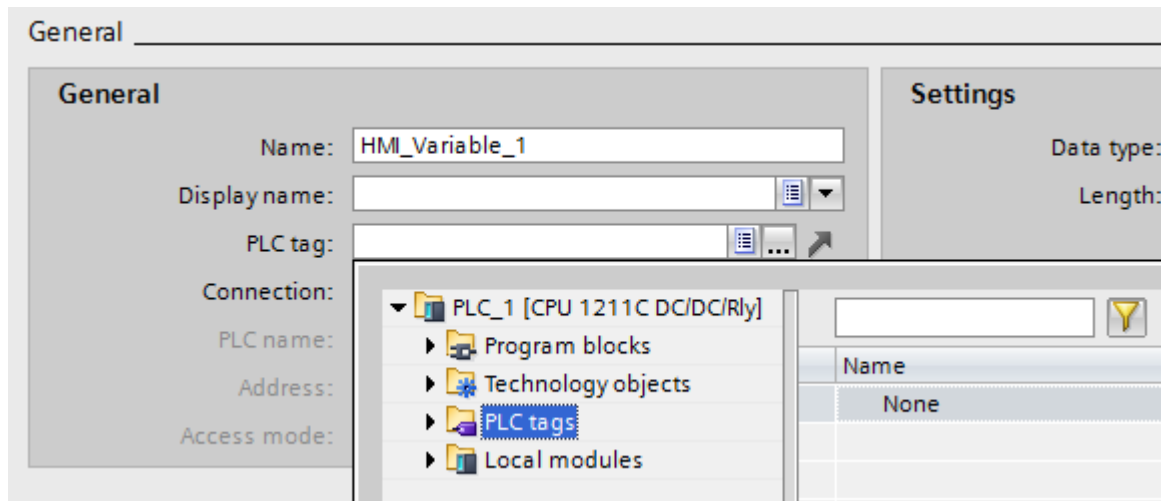 General
General
Name: HMI_Variable_1
Display name:
PLC tag: ...
Connection:
PLC name:
Address:
Access mode:
Settings
Data type:
Length:
PLC_1 [CPU 1211C DC/DC/Rly]
Program blocks
Technology objects
PLC tags
Local modules
Name
None